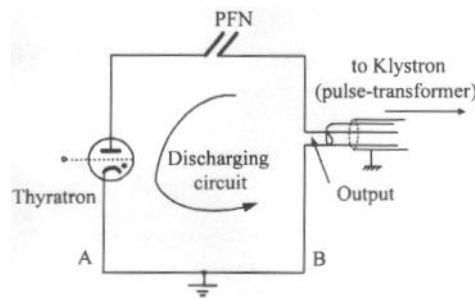 PFN
to Klystron
(pulse-transformer)
Discharging
circuit
Thyratron
Output
A
B